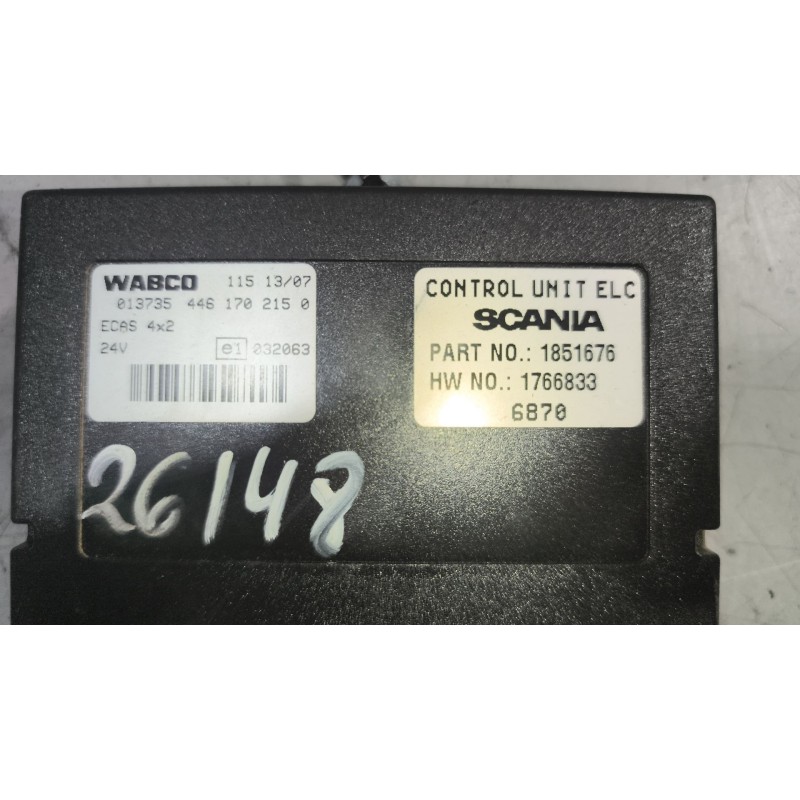 WABCO 115 13/07
013735 446 170 215 0
ECAS 4x2
24V e1 032063
CONTROL UNIT ELC
SCANIA
PART NO.: 1851676
HW NO.: 1766833
6870
26148